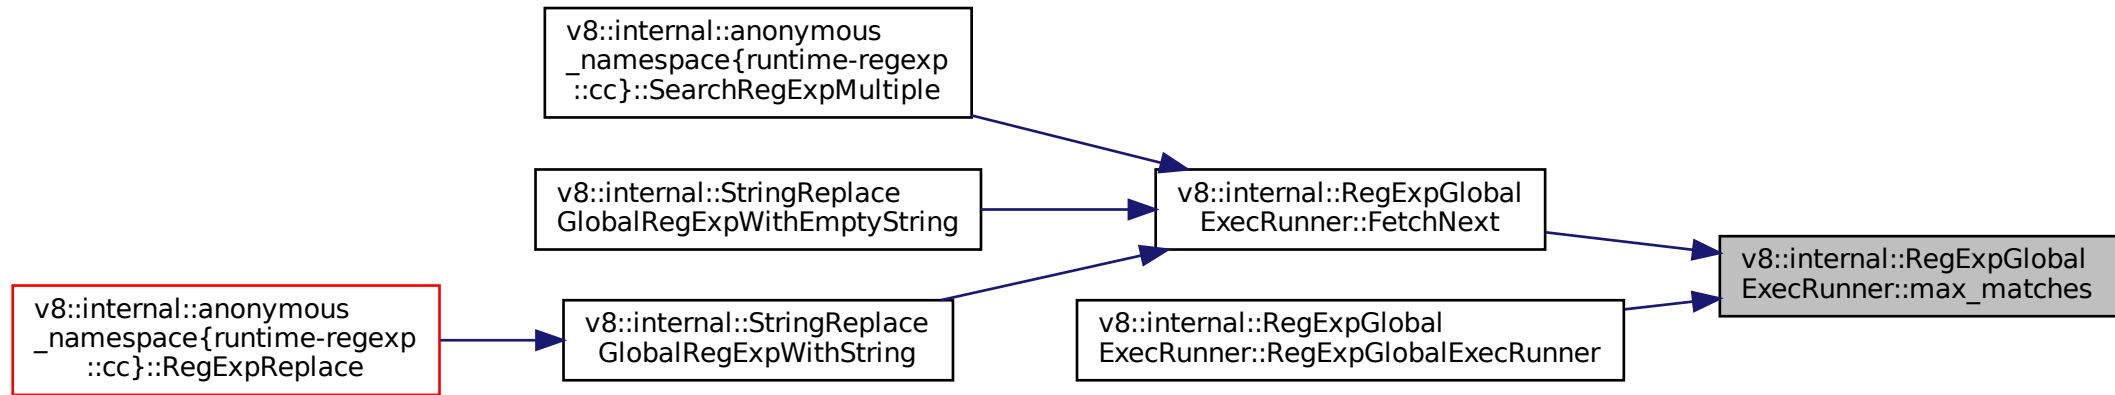 v8::internal::anonymous
_namespace{runtime-regexp
::cc}::SearchRegExpMultiple
v8::internal::StringReplace
GlobalRegExpWithEmptyString
v8::internal::RegExpGlobal
ExecRunner::FetchNext
v8::internal::RegExpGlobal
ExecRunner::max_matches
v8::internal::anonymous
_namespace{runtime-regexp
::cc}::RegExpReplace
v8::internal::StringReplace
GlobalRegExpWithString
v8::internal::RegExpGlobal
ExecRunner::RegExpGlobalExecRunner